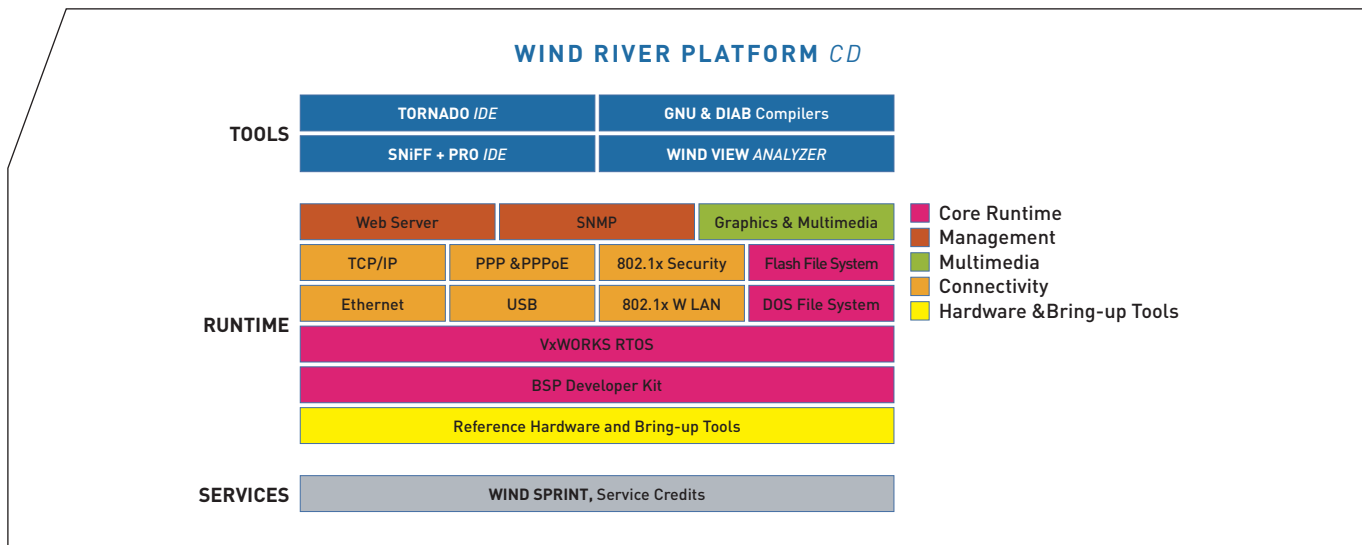 WIND RIVER PLATFORM CD
TOOLS
TORNADO IDE
GNU & DIAB Compilers
SNiFF + PRO IDE
WIND VIEW ANALYZER
RUNTIME
Web Server
SNMP
Graphics & Multimedia
TCP/IP
PPP &PPPoE
802.1x Security
Flash File System
Ethernet
USB
802.1x W LAN
DOS File System
VxWORKS RTOS
BSP Developer Kit
Reference Hardware and Bring-up Tools
Core Runtime
Management
Multimedia
Connectivity
Hardware &Bring-up Tools
SERVICES
WIND SPRINT, Service Credits